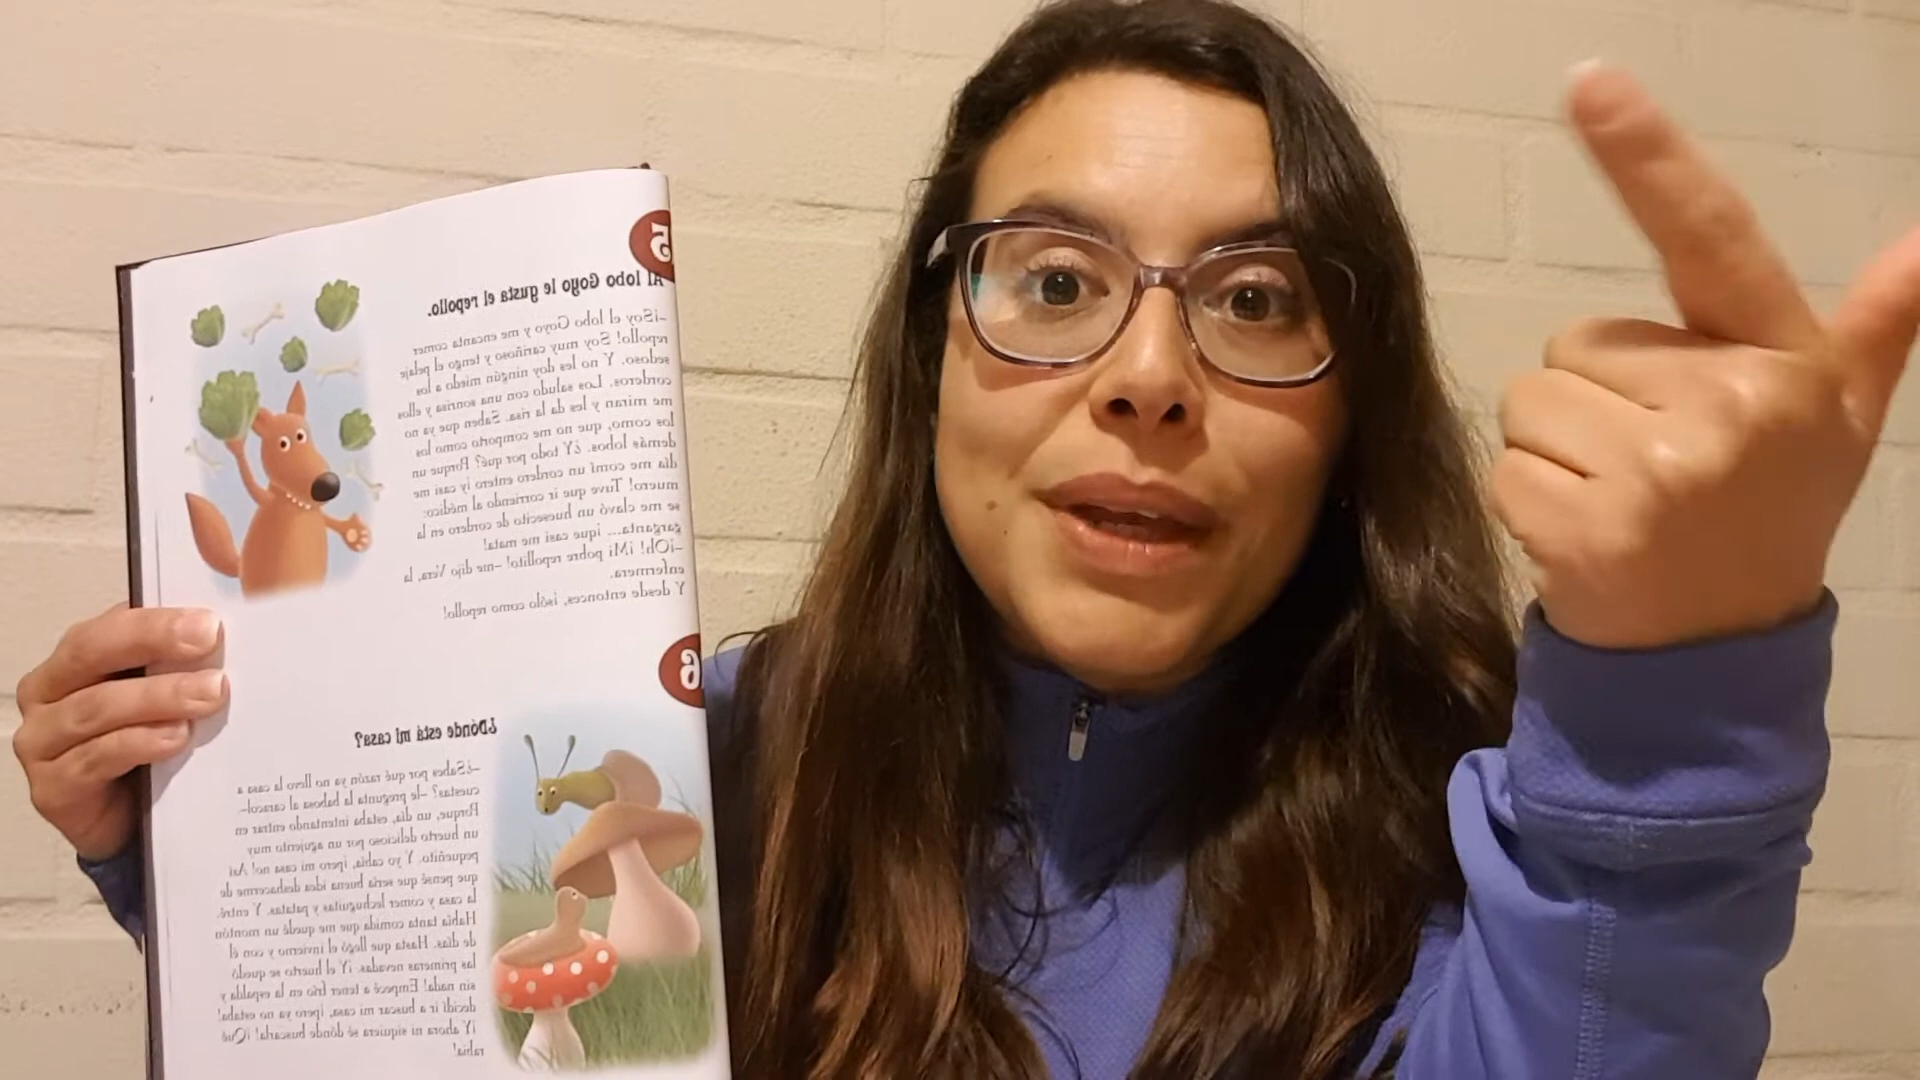 5
Al lobo Goyo le gusta el repollo.
–¡Soy el lobo Goyo y me encanta comer
repollo! Soy muy cariñoso y tengo el pelaje
sedoso. Y no les doy ningún miedo a los
corderos. Los saludo con una sonrisa y ellos
me miran y les da la risa. Saben que ya no
los como, que no me comporto como los
demás lobos. ¿Y todo por qué? Porque un
día me comí un cordero entero ¡y casi me
muero! Tuve que ir corriendo al médico:
se me clavó un huesecito de cordero en la
garganta... ¡que casi me mata!
–¡Oh! ¡Mi pobre repollito! –me dijo Vera, la
enfermera.
Y desde entonces, ¡sólo como repollo!
6
¿Dónde está mi casa?
–¿Sabes por qué razón ya no llevo la casa a
cuestas? –le pregunta la babosa al caracol–
Porque, un día, estaba intentando entrar en
un huerto delicioso por un agujerito muy
pequeñito. Y yo cabía, ¡pero mi casa no! Así
que pensé que sería buena idea deshacerme de
la casa y comer lechuguitas y patatas. Y entré.
Había tanta comida que me quedé un montón
de días. Hasta que llegó el invierno y con él
las primeras nevadas. ¡Y el huerto se quedó
sin nada! Empecé a tener frío en la espalda y
decidí ir a buscar mi casa, ¡pero ya no estaba!
¡Y ahora ni siquiera sé dónde buscarla! ¡Qué
rabia!